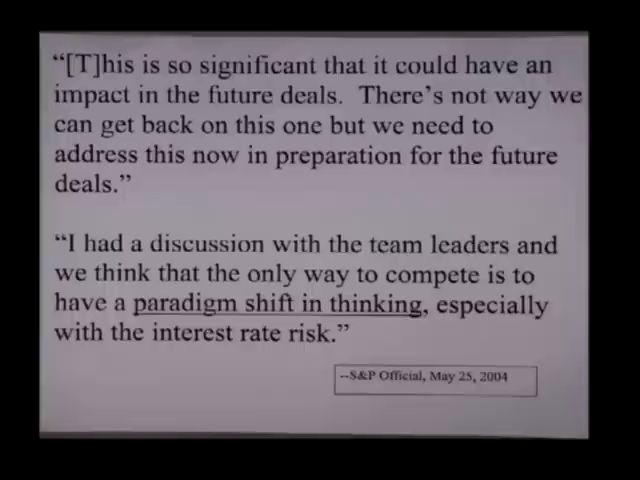 “[T]his is so significant that it could have an
impact in the future deals.  There’s not way we
can get back on this one but we need to
address this now in preparation for the future
deals.”
“I had a discussion with the team leaders and
we think that the only way to compete is to
have a paradigm shift in thinking, especially
with the interest rate risk.”
--S&P Official, May 25, 2004